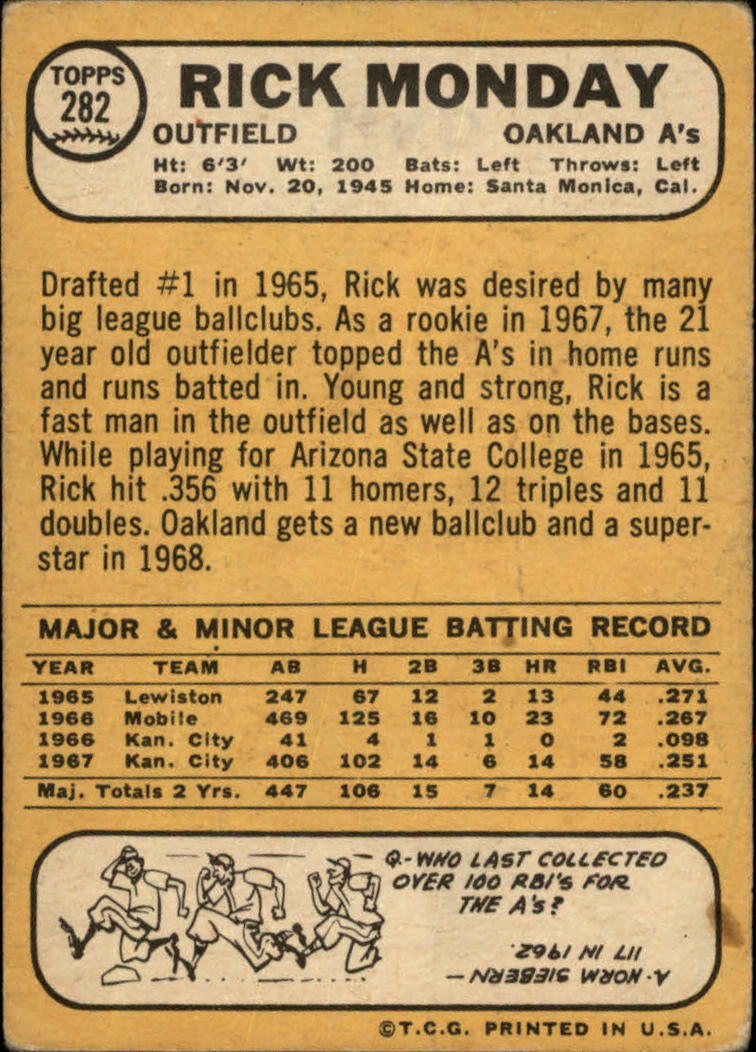 TOPPS
282
RICK MONDAY
OUTFIELD OAKLAND A's
Ht: 6'3' Wt: 200 Bats: Left Throws: Left
Born: Nov. 20, 1945 Home: Santa Monica, Cal.
Drafted #1 in 1965, Rick was desired by many
big league ballclubs. As a rookie in 1967, the 21
year old outfielder topped the A's in home runs
and runs batted in. Young and strong, Rick is a
fast man in the outfield as well as on the bases.
While playing for Arizona State College in 1965,
Rick hit .356 with 11 homers, 12 triples and 11
doubles. Oakland gets a new ballclub and a super-
star in 1968.
MAJOR & MINOR LEAGUE BATTING RECORD
YEAR TEAM AB H 2B 3B HR RBI AVG.
1965 Lewiston 247 67 12 2 13 44 .271
1966 Mobile 469 125 16 10 23 72 .267
1966 Kan. City 41 4 1 1 0 2 .098
1967 Kan. City 406 102 14 6 14 58 .251
Maj. Totals 2 Yrs. 447 106 15 7 14 60 .237
Q-WHO LAST COLLECTED
OVER 100 RBI'S FOR
THE A'S?
A. NORM SIEBERN —
117 IN 1962.
©T.C.G. PRINTED IN U.S.A.